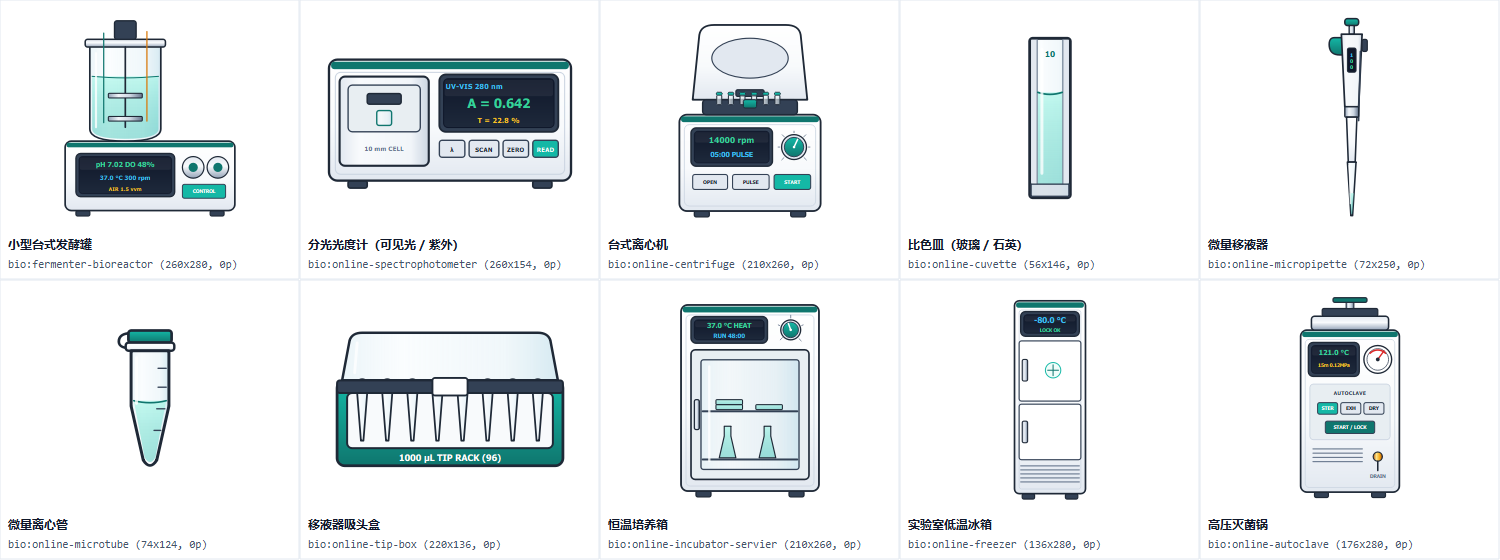 pH 7.02 DO 48%
37.0 °C 300 rpm
AIR 1.5 vvm
CONTROL
小型台式发酵罐
bio:fermenter-bioreactor (260x280, 0p)
UV-VIS 280 nm
A = 0.642
T = 22.8 %
10 mm CELL
λ
SCAN
ZERO
READ
分光光度计（可见光 / 紫外）
bio:online-spectrophotometer (260x154, 0p)
14000 rpm
05:00 PULSE
OPEN
PULSE
START
台式离心机
bio:online-centrifuge (210x260, 0p)
10
比色皿（玻璃 / 石英）
bio:online-cuvette (56x146, 0p)
1
0
0
微量移液器
bio:online-micropipette (72x250, 0p)
微量离心管
bio:online-microtube (74x124, 0p)
1000 µL TIP RACK (96)
移液器吸头盒
bio:online-tip-box (220x136, 0p)
37.0 °C HEAT
RUN 48:00
恒温培养箱
bio:online-incubator-servier (210x260, 0p)
-80.0 °C
LOCK OK
实验室低温冰箱
bio:online-freezer (136x280, 0p)
121.0 °C
15m 0.12MPa
AUTOCLAVE
STER
EXH
DRY
START / LOCK
DRAIN
高压灭菌锅
bio:online-autoclave (176x280, 0p)